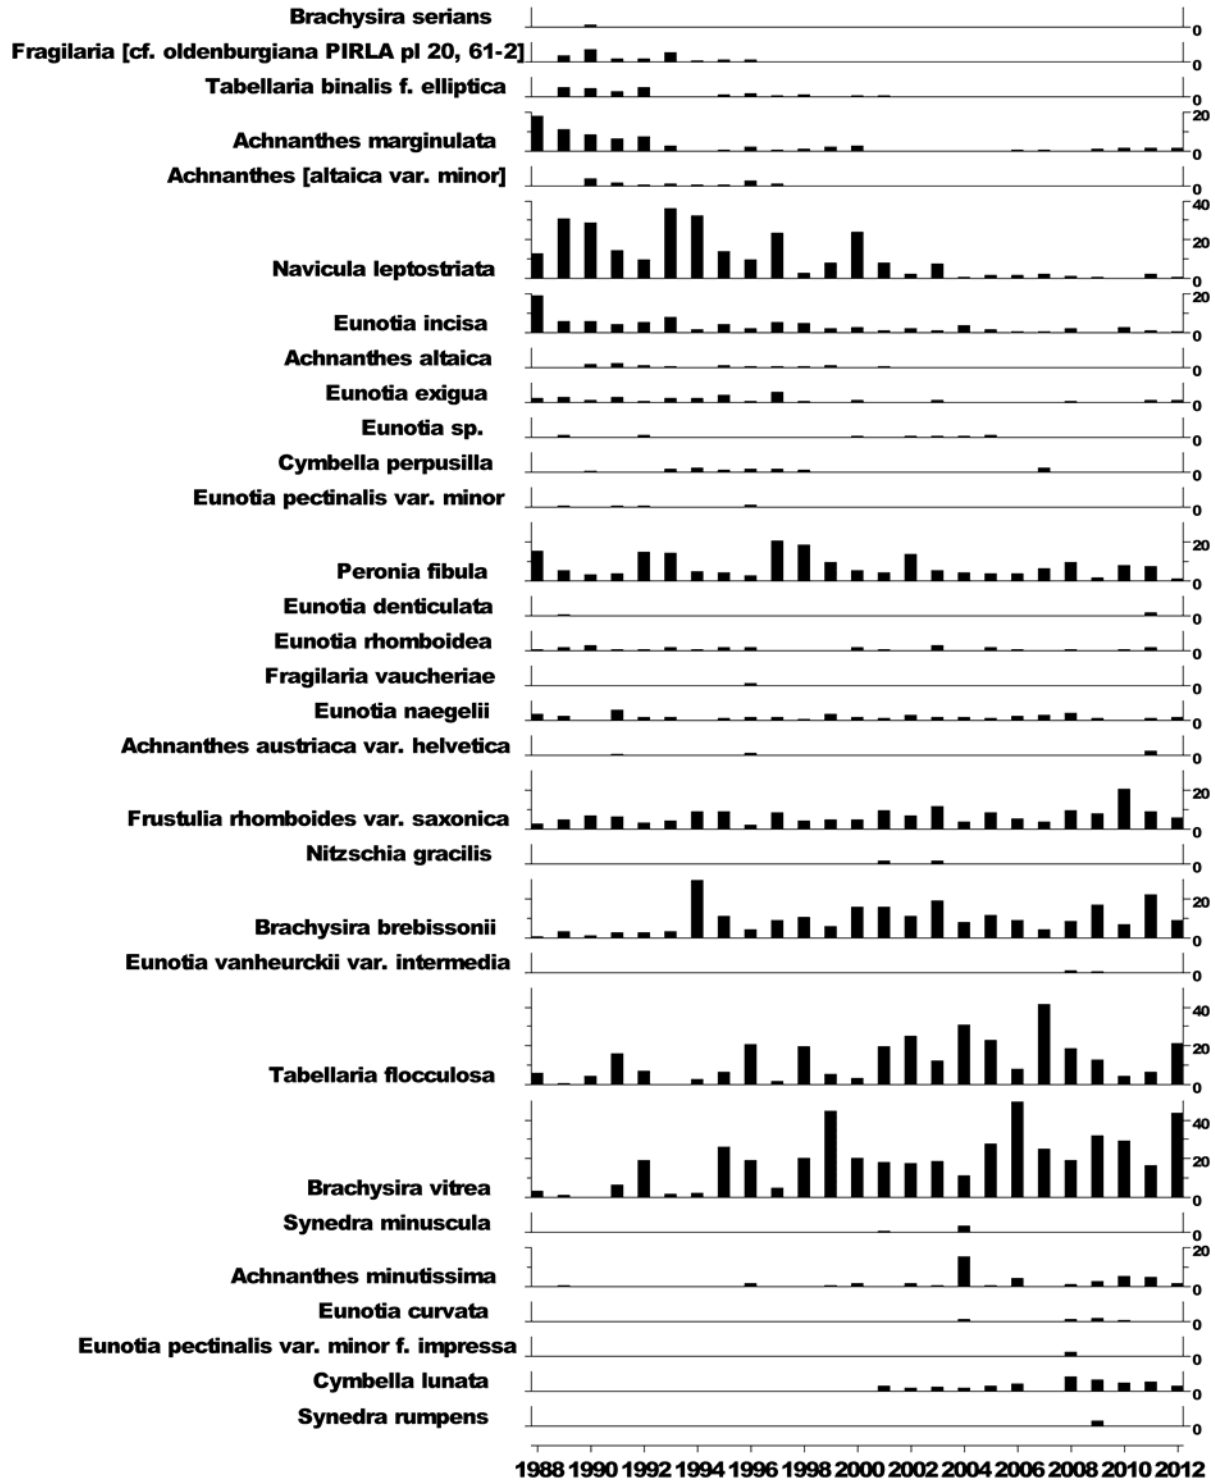 Brachysira serians 0
Fragilaria [cf. oldenburgiana PIRLA pl 20, 61-2] 0
Tabellaria binalis f. elliptica 0
20
Achnanthes marginulata 0
Achnanthes [altaica var. minor] 0
40
20
Navicula leptostriata 0
20
Eunotia incisa 0
Achnanthes altaica 0
Eunotia exigua 0
Eunotia sp. 0
Cymbella perpusilla 0
Eunotia pectinalis var. minor 0
20
Peronia fibula 0
Eunotia denticulata 0
Eunotia rhomboidea 0
Fragilaria vaucheriae 0
Eunotia naegelii 0
Achnanthes austriaca var. helvetica 0
20
Frustulia rhomboides var. saxonica 0
Nitzschia gracilis 0
20
Brachysira brebissonii 0
Eunotia vanheurckii var. intermedia 0
40
20
Tabellaria flocculosa 0
40
20
Brachysira vitrea 0
Synedra minuscula 0
20
Achnanthes minutissima 0
Eunotia curvata 0
Eunotia pectinalis var. minor f. impressa 0
Cymbella lunata 0
Synedra rumpens 0
1988 1990 1992 1994 1996 1998 2000 2002 2004 2006 2008 2010 2012